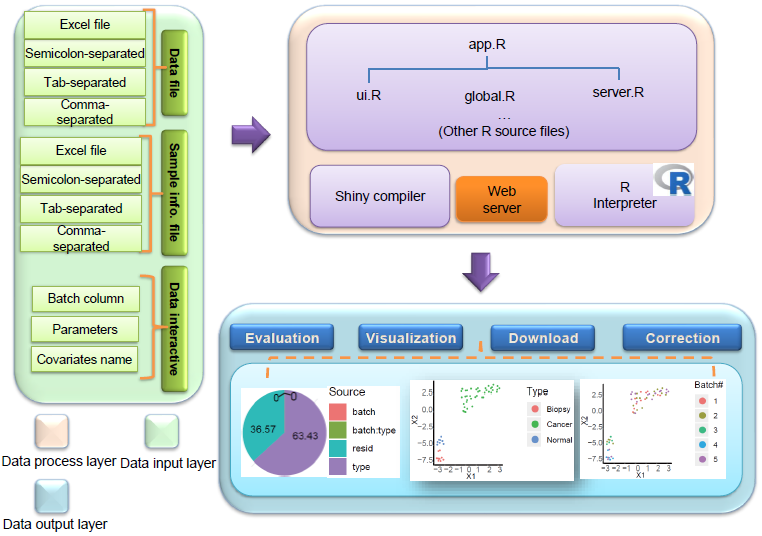 Excel file
Semicolon-separated
Tab-separated
Comma-
separated
Data file
Excel file
Semicolon-separated
Tab-separated
Comma-
separated
Sample info. file
Batch column
Parameters
Covariates name
Data interactive
app.R
ui.R
global.R
server.R
...
(Other R source files)
Shiny compiler
Web
server
R
Interpreter
R
Evaluation
Visualization
Download
Correction
0 0
36.57
63.43
Source
batch
batch:type
resid
type
X2
2.5
0.0
-2.5
-5.0
-7.5
-3 -2 -1 0 1 2 3
X1
Type
Biopsy
Cancer
Normal
X2
2.5
0.0
-2.5
-5.0
-7.5
-3 -2 -1 0 1 2 3
X1
Batch#
1
2
3
4
5
Data process layer
Data input layer
Data output layer